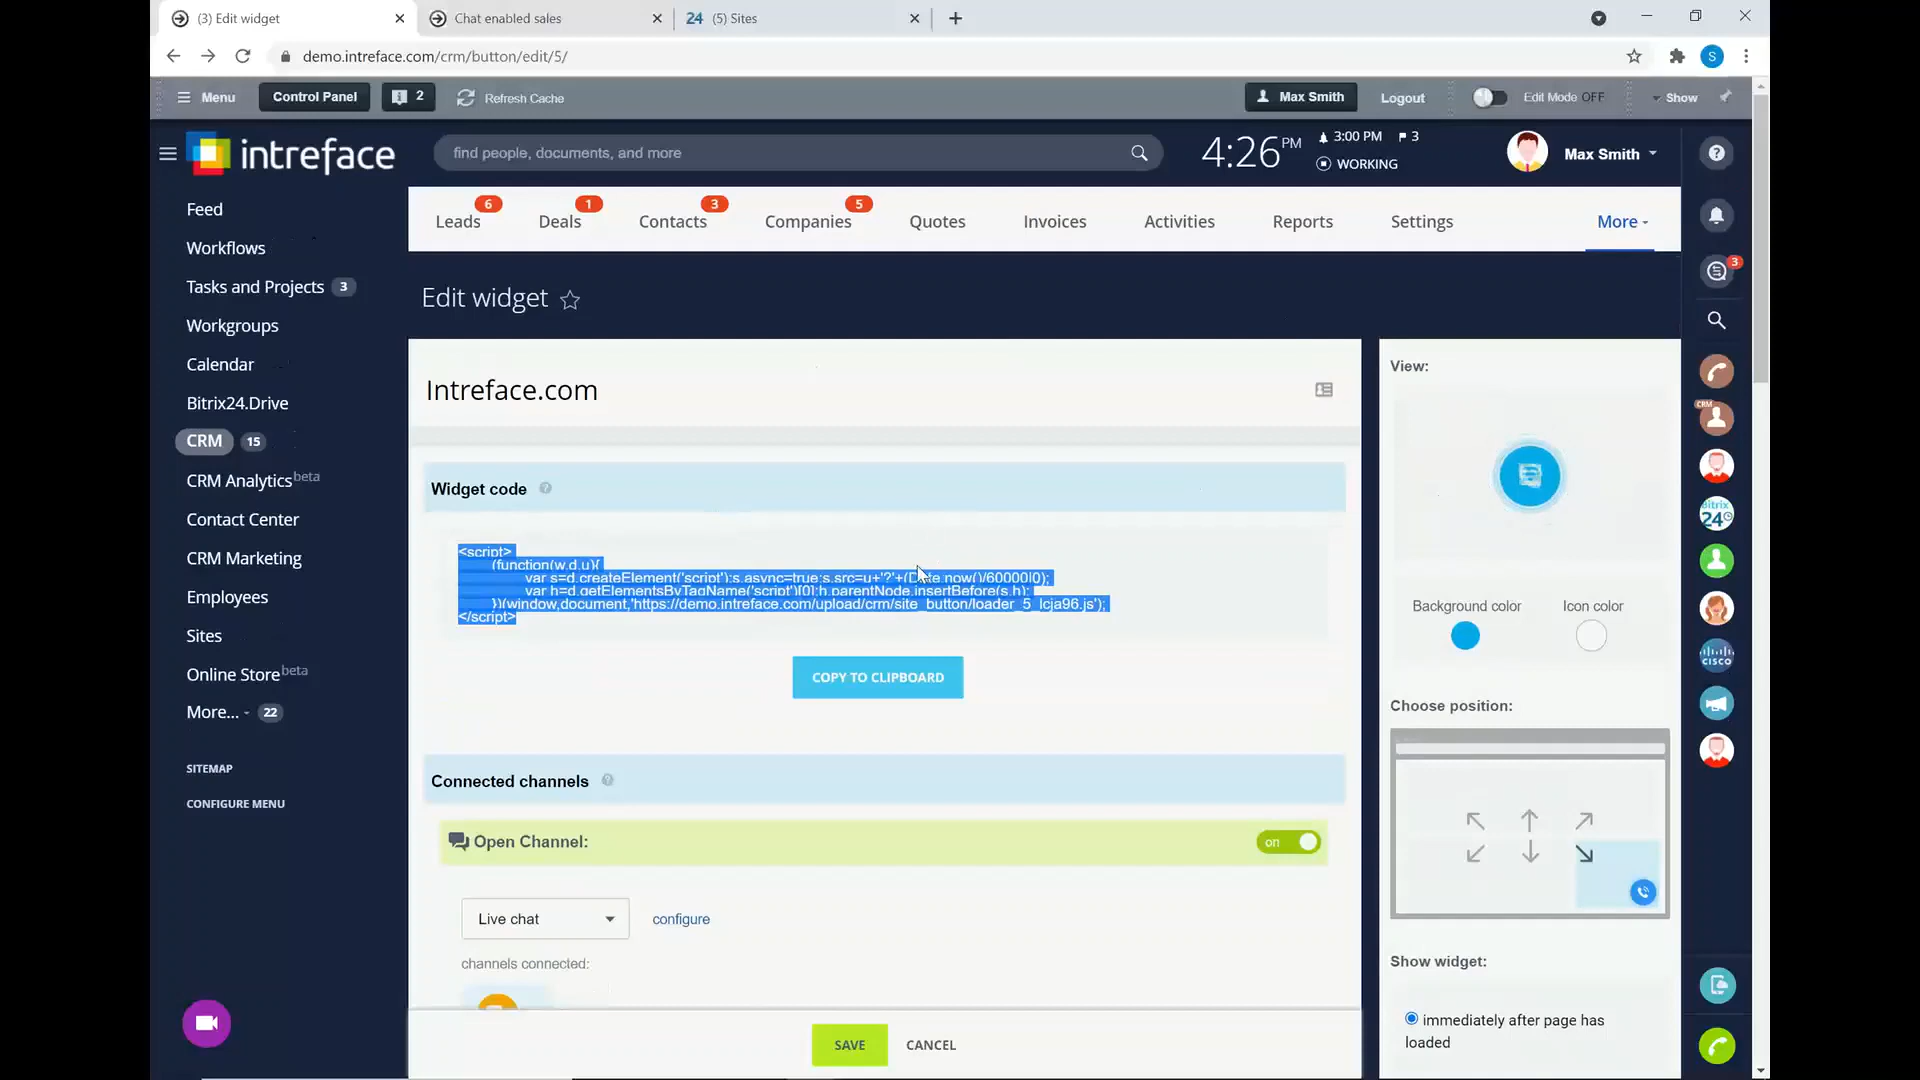 (3) Edit widget
Chat enabled sales
24 (5) Sites
demo.intreface.com/crm/button/edit/5/
S
Menu
Control Panel
2
Refresh Cache
Max Smith
Logout
Edit Mode OFF
Show
intreface
find people, documents, and more
4:26 PM
3:00 PM 3
WORKING
Max Smith
Feed
Workflows
Tasks and Projects 3
Workgroups
Calendar
Bitrix24.Drive
CRM 15
CRM Analytics beta
Contact Center
CRM Marketing
Employees
Sites
Online Store beta
More... 22
SITEMAP
CONFIGURE MENU
Leads 6
Deals 1
Contacts 3
Companies 5
Quotes
Invoices
Activities
Reports
Settings
More
Edit widget
Intreface.com
Widget code
<script>
(function(w,d,u){
var s=d.createElement('script');s.async=true;s.src=u+'?'+(Date.now()/60000|0);
var h=d.getElementsByTagName('script')[0];h.parentNode.insertBefore(s,h);
})(window,document,'https://demo.intreface.com/upload/crm/site_button/loader_5_lcja96.js');
</script>
COPY TO CLIPBOARD
Connected channels
Open Channel:
on
Live chat
configure
channels connected:
SAVE
CANCEL
View:
Background color
Icon color
Choose position:
Show widget:
immediately after page has
loaded
3
CRM
bitrix
24
CISCO